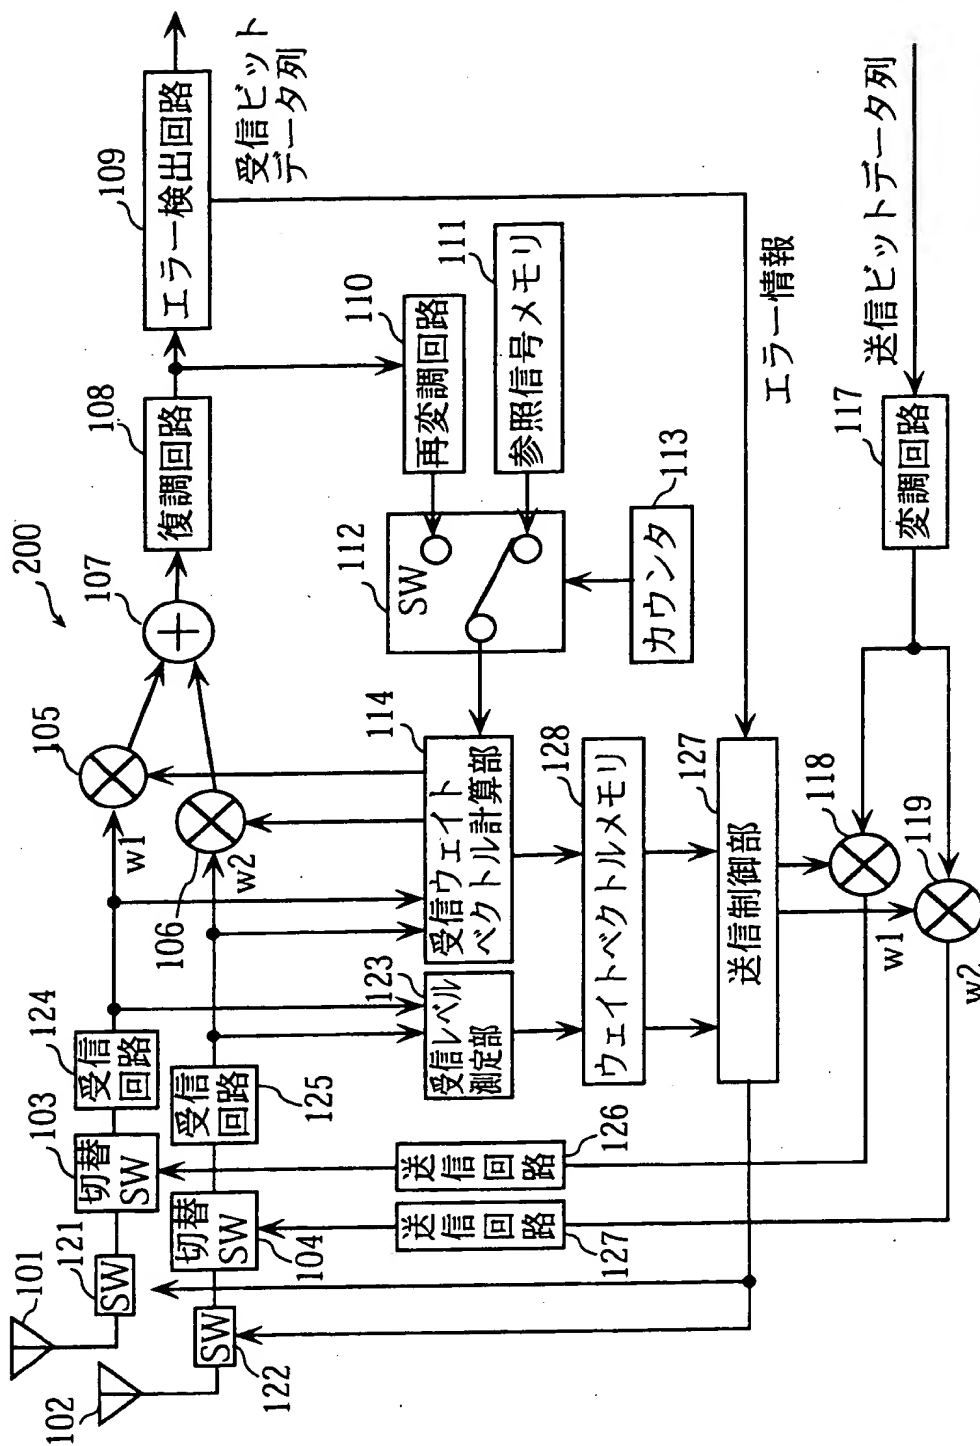 200
101
102
SW
121
SW
122
切替
SW
103
切替
SW
104
受信
回路
124
受信
回路
125
w1
105
w2
106
107
復調回路
108
エラー検出回路
109
受信ビット
データ列
再変調回路
110
参照信号メモリ
111
SW
112
カウンタ
113
受信ウェイト
ベクトル計算部
114
受信レベル
測定部
123
ウェイトベクトルメモリ
128
送信制御部
127
エラー情報
送信回路
126
送信回路
127
118
w1
119
w2
変調回路
117
送信ビットデータ列